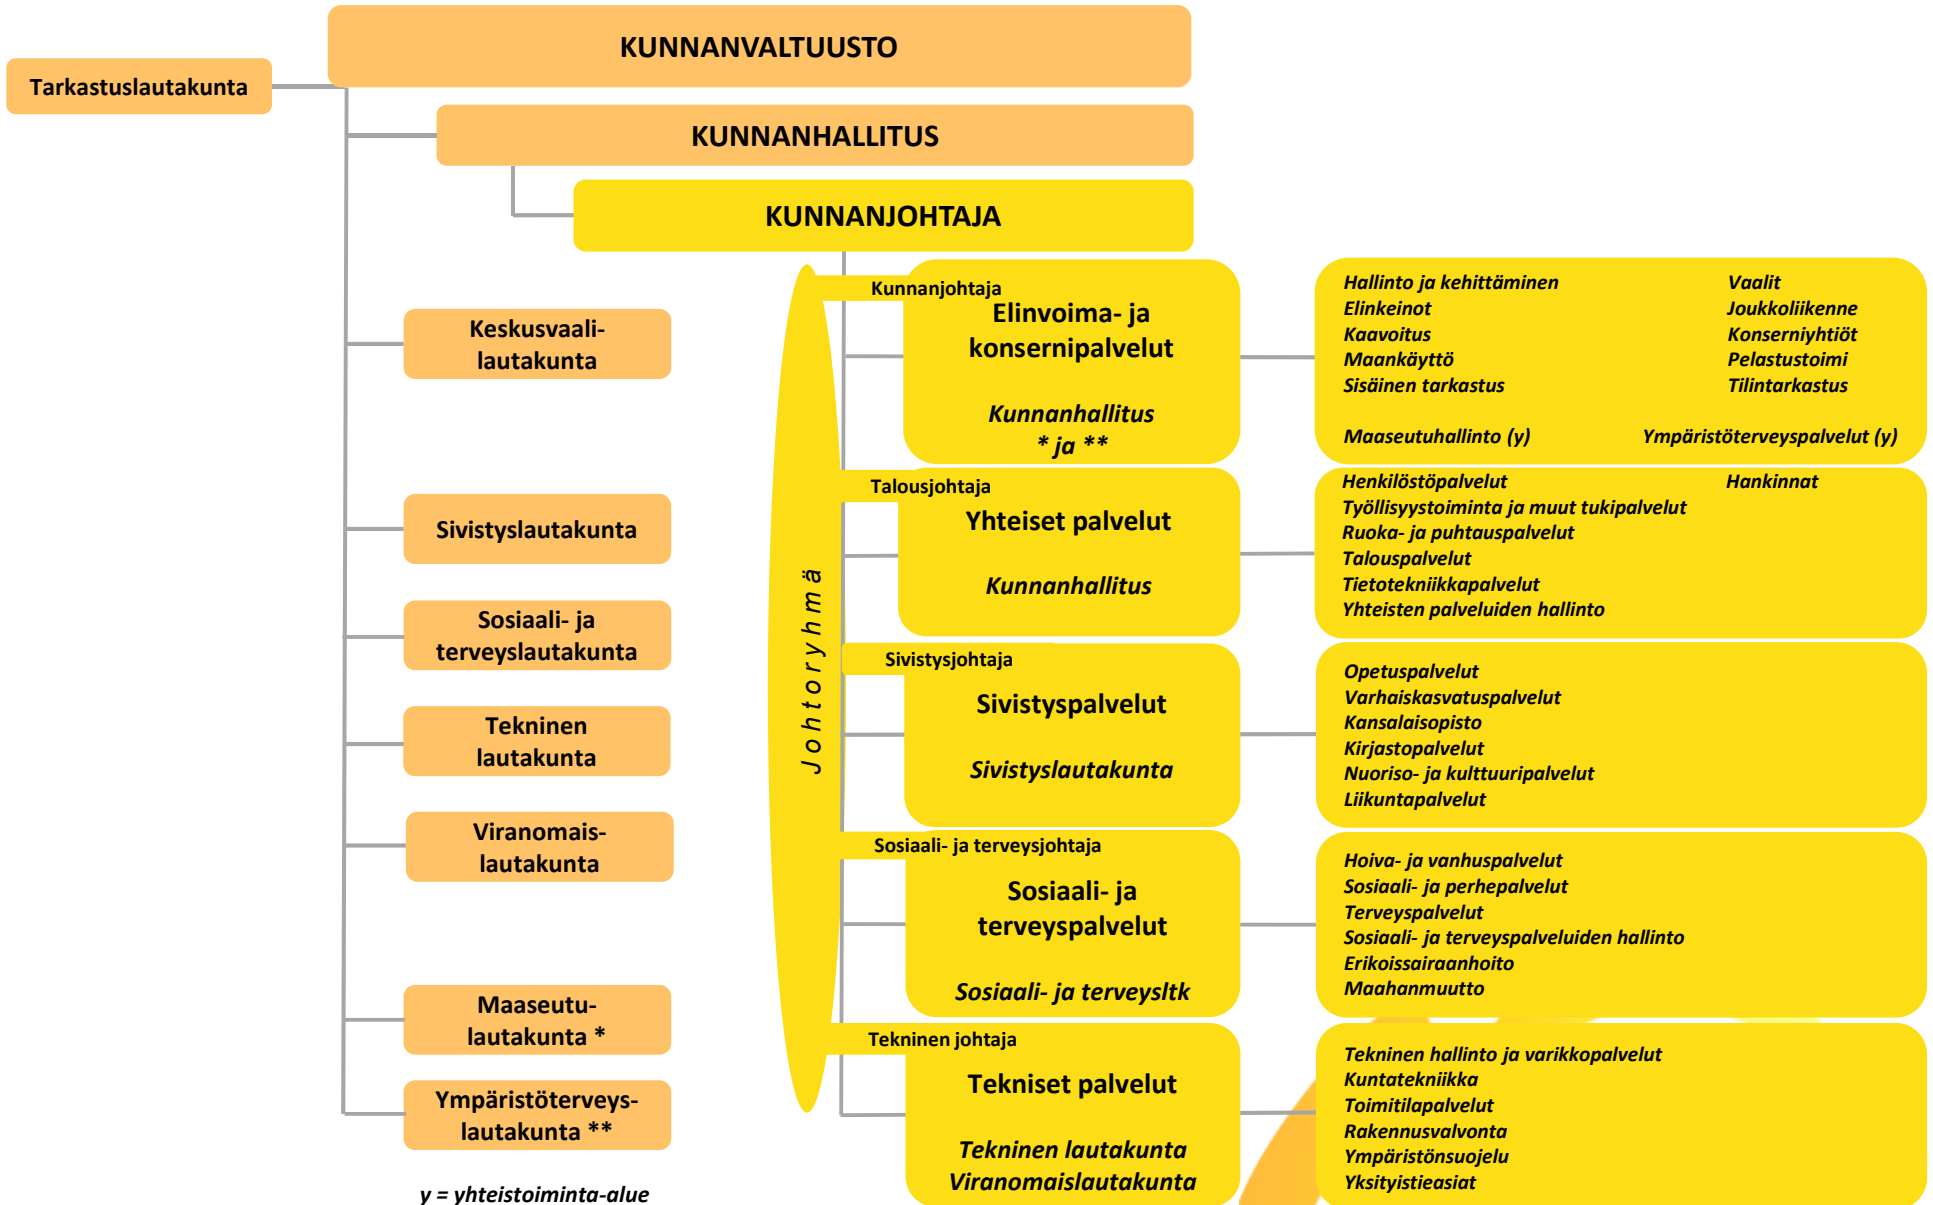 KUNNANVALTUUSTO
Tarkastuslautakunta
KUNNANHALLITUS
KUNNANJOHTAJA
Keskusvaali-
lautakunta
Sivistyslautakunta
Sosiaali- ja
terveyslautakunta
Tekninen
lautakunta
Viranomais-
lautakunta
Maaseutu-
lautakunta *
Ympäristöterveys-
lautakunta **
y = yhteistoiminta-alue
Johtoryhmä
Kunnanjohtaja
Elinvoima- ja
konsernipalvelut
Kunnanhallitus
* ja **
Hallinto ja kehittäminen
Elinkeinot
Kaavoitus
Maankäyttö
Sisäinen tarkastus
Maaseutuhallinto (y)
Vaalit
Joukkoliikenne
Konserniyhtiöt
Pelastustoimi
Tilintarkastus
Ympäristöterveyspalvelut (y)
Talousjohtaja
Yhteiset palvelut
Kunnanhallitus
Henkilöstöpalvelut
Työllisyystoiminta ja muut tukipalvelut
Ruoka- ja puhtauspalvelut
Talouspalvelut
Tietotekniikkapalvelut
Yhteisten palveluiden hallinto
Hankinnat
Sivistysjohtaja
Sivistyspalvelut
Sivistyslautakunta
Opetuspalvelut
Varhaiskasvatuspalvelut
Kansalaisopisto
Kirjastopalvelut
Nuoriso- ja kulttuuripalvelut
Liikuntapalvelut
Sosiaali- ja terveysjohtaja
Sosiaali- ja
terveyspalvelut
Sosiaali- ja terveysltk
Hoiva- ja vanhuspalvelut
Sosiaali- ja perhepalvelut
Terveyspalvelut
Sosiaali- ja terveyspalveluiden hallinto
Erikoissairaanhoito
Maahanmuutto
Tekninen johtaja
Tekniset palvelut
Tekninen lautakunta
Viranomaislautakunta
Tekninen hallinto ja varikkopalvelut
Kuntatekniikka
Toimitilapalvelut
Rakennusvalvonta
Ympäristönsuojelu
Yksityistieasiat